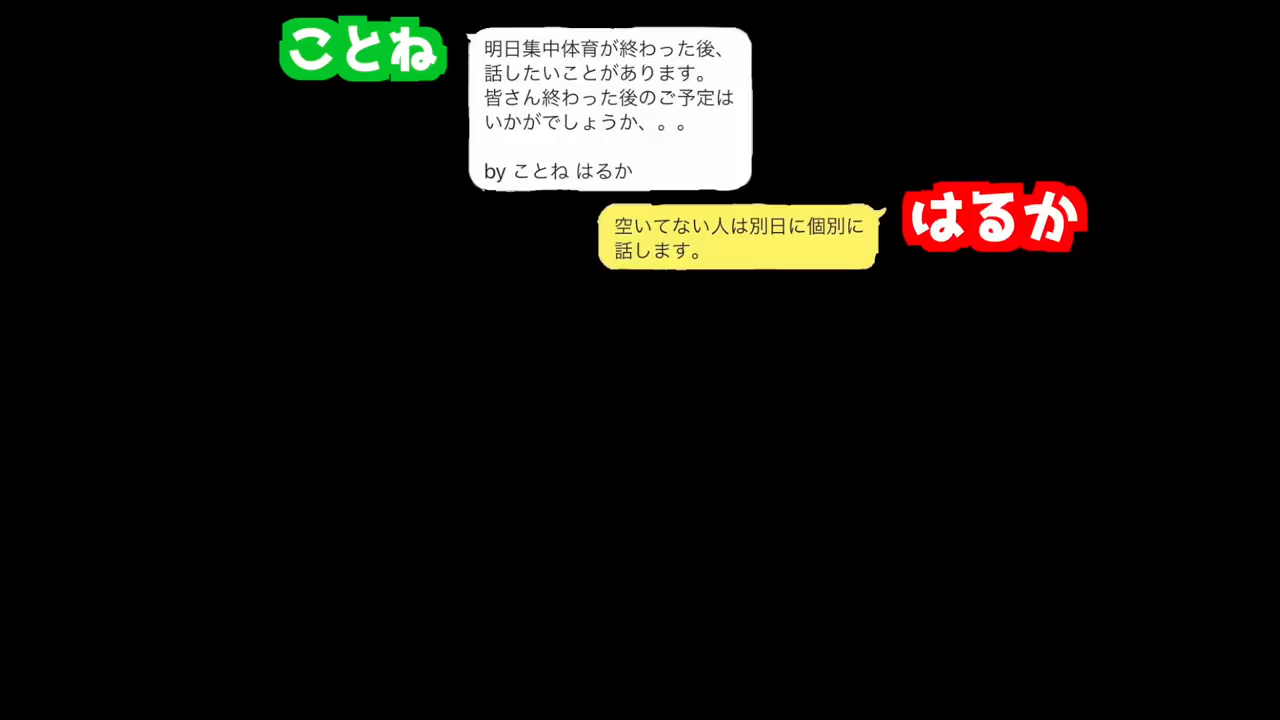 ことね
明日集中体育が終わった後、
話したいことがあります。
皆さん終わった後のご予定は
いかがでしょうか、。。
by ことね はるか
はるか
空いてない人は別日に個別に
話します。